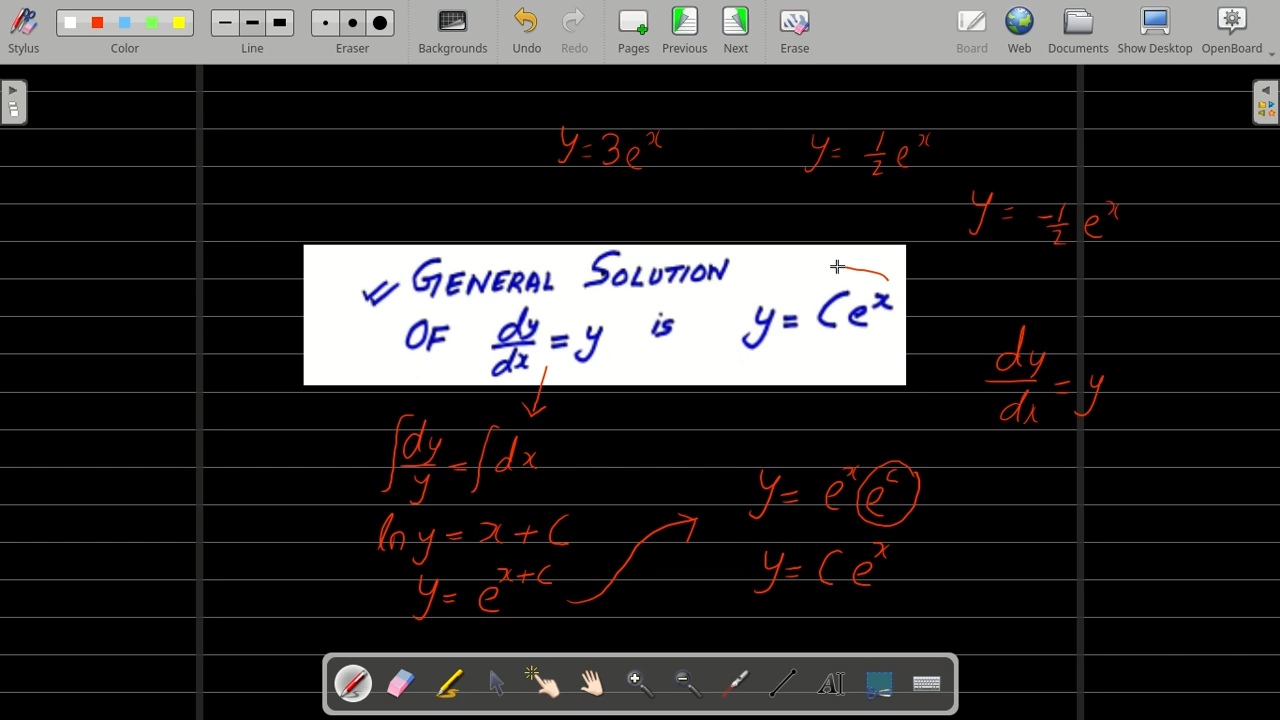 Stylus Color Line Eraser Backgrounds Undo Redo Pages Previous Next Erase Board Web Documents Show Desktop OpenBoard
y = 3e^x
y = 1/2 e^x
y = -1/2 e^x
GENERAL SOLUTION
OF dy/dx = y is y = Ce^x
dy/dx = y
∫dy/y = ∫dx
ln y = x + C
y = e^(x+C)
y = e^x e^c
y = C e^x